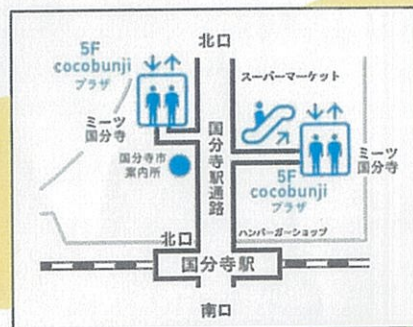 北口
5F
cocobunji
プラザ
スーパーマーケット
ミーツ
国分寺
国分寺市
案内所
国分寺駅通路
ミーツ
国分寺
5F
cocobunji
プラザ
ハンバーガーショップ
北口
国分寺駅
南口